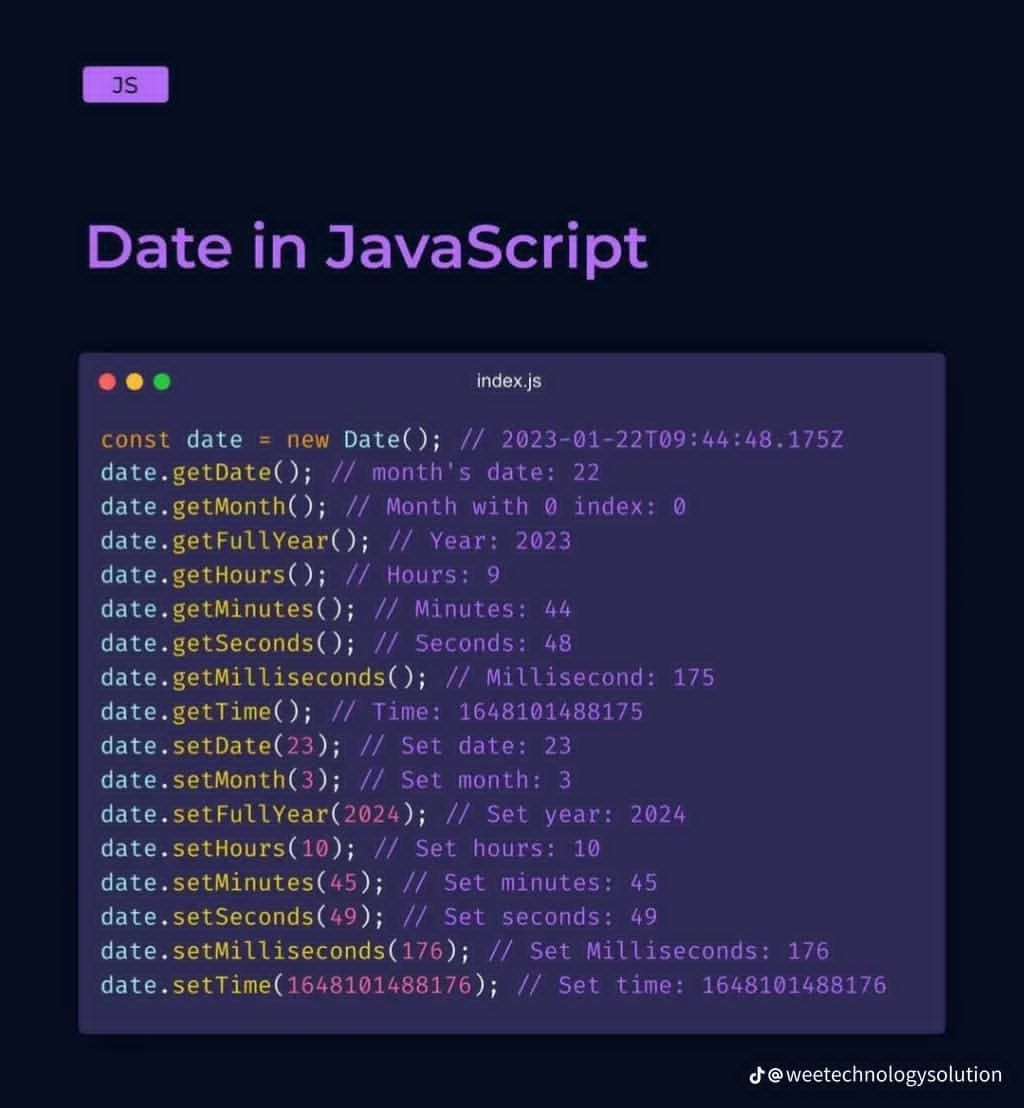 JS
Date in JavaScript
index.js
const date = new Date(); // 2023-01-22T09:44:48.175Z
date.getDate(); // month's date: 22
date.getMonth(); // Month with 0 index: 0
date.getFullYear(); // Year: 2023
date.getHours(); // Hours: 9
date.getMinutes(); // Minutes: 44
date.getSeconds(); // Seconds: 48
date.getMilliseconds(); // Millisecond: 175
date.getTime(); // Time: 1648101488175
date.setDate(23); // Set date: 23
date.setMonth(3); // Set month: 3
date.setFullYear(2024); // Set year: 2024
date.setHours(10); // Set hours: 10
date.setMinutes(45); // Set minutes: 45
date.setSeconds(49); // Set seconds: 49
date.setMilliseconds(176); // Set Milliseconds: 176
date.setTime(1648101488176); // Set time: 1648101488176
@weetechnologysolution